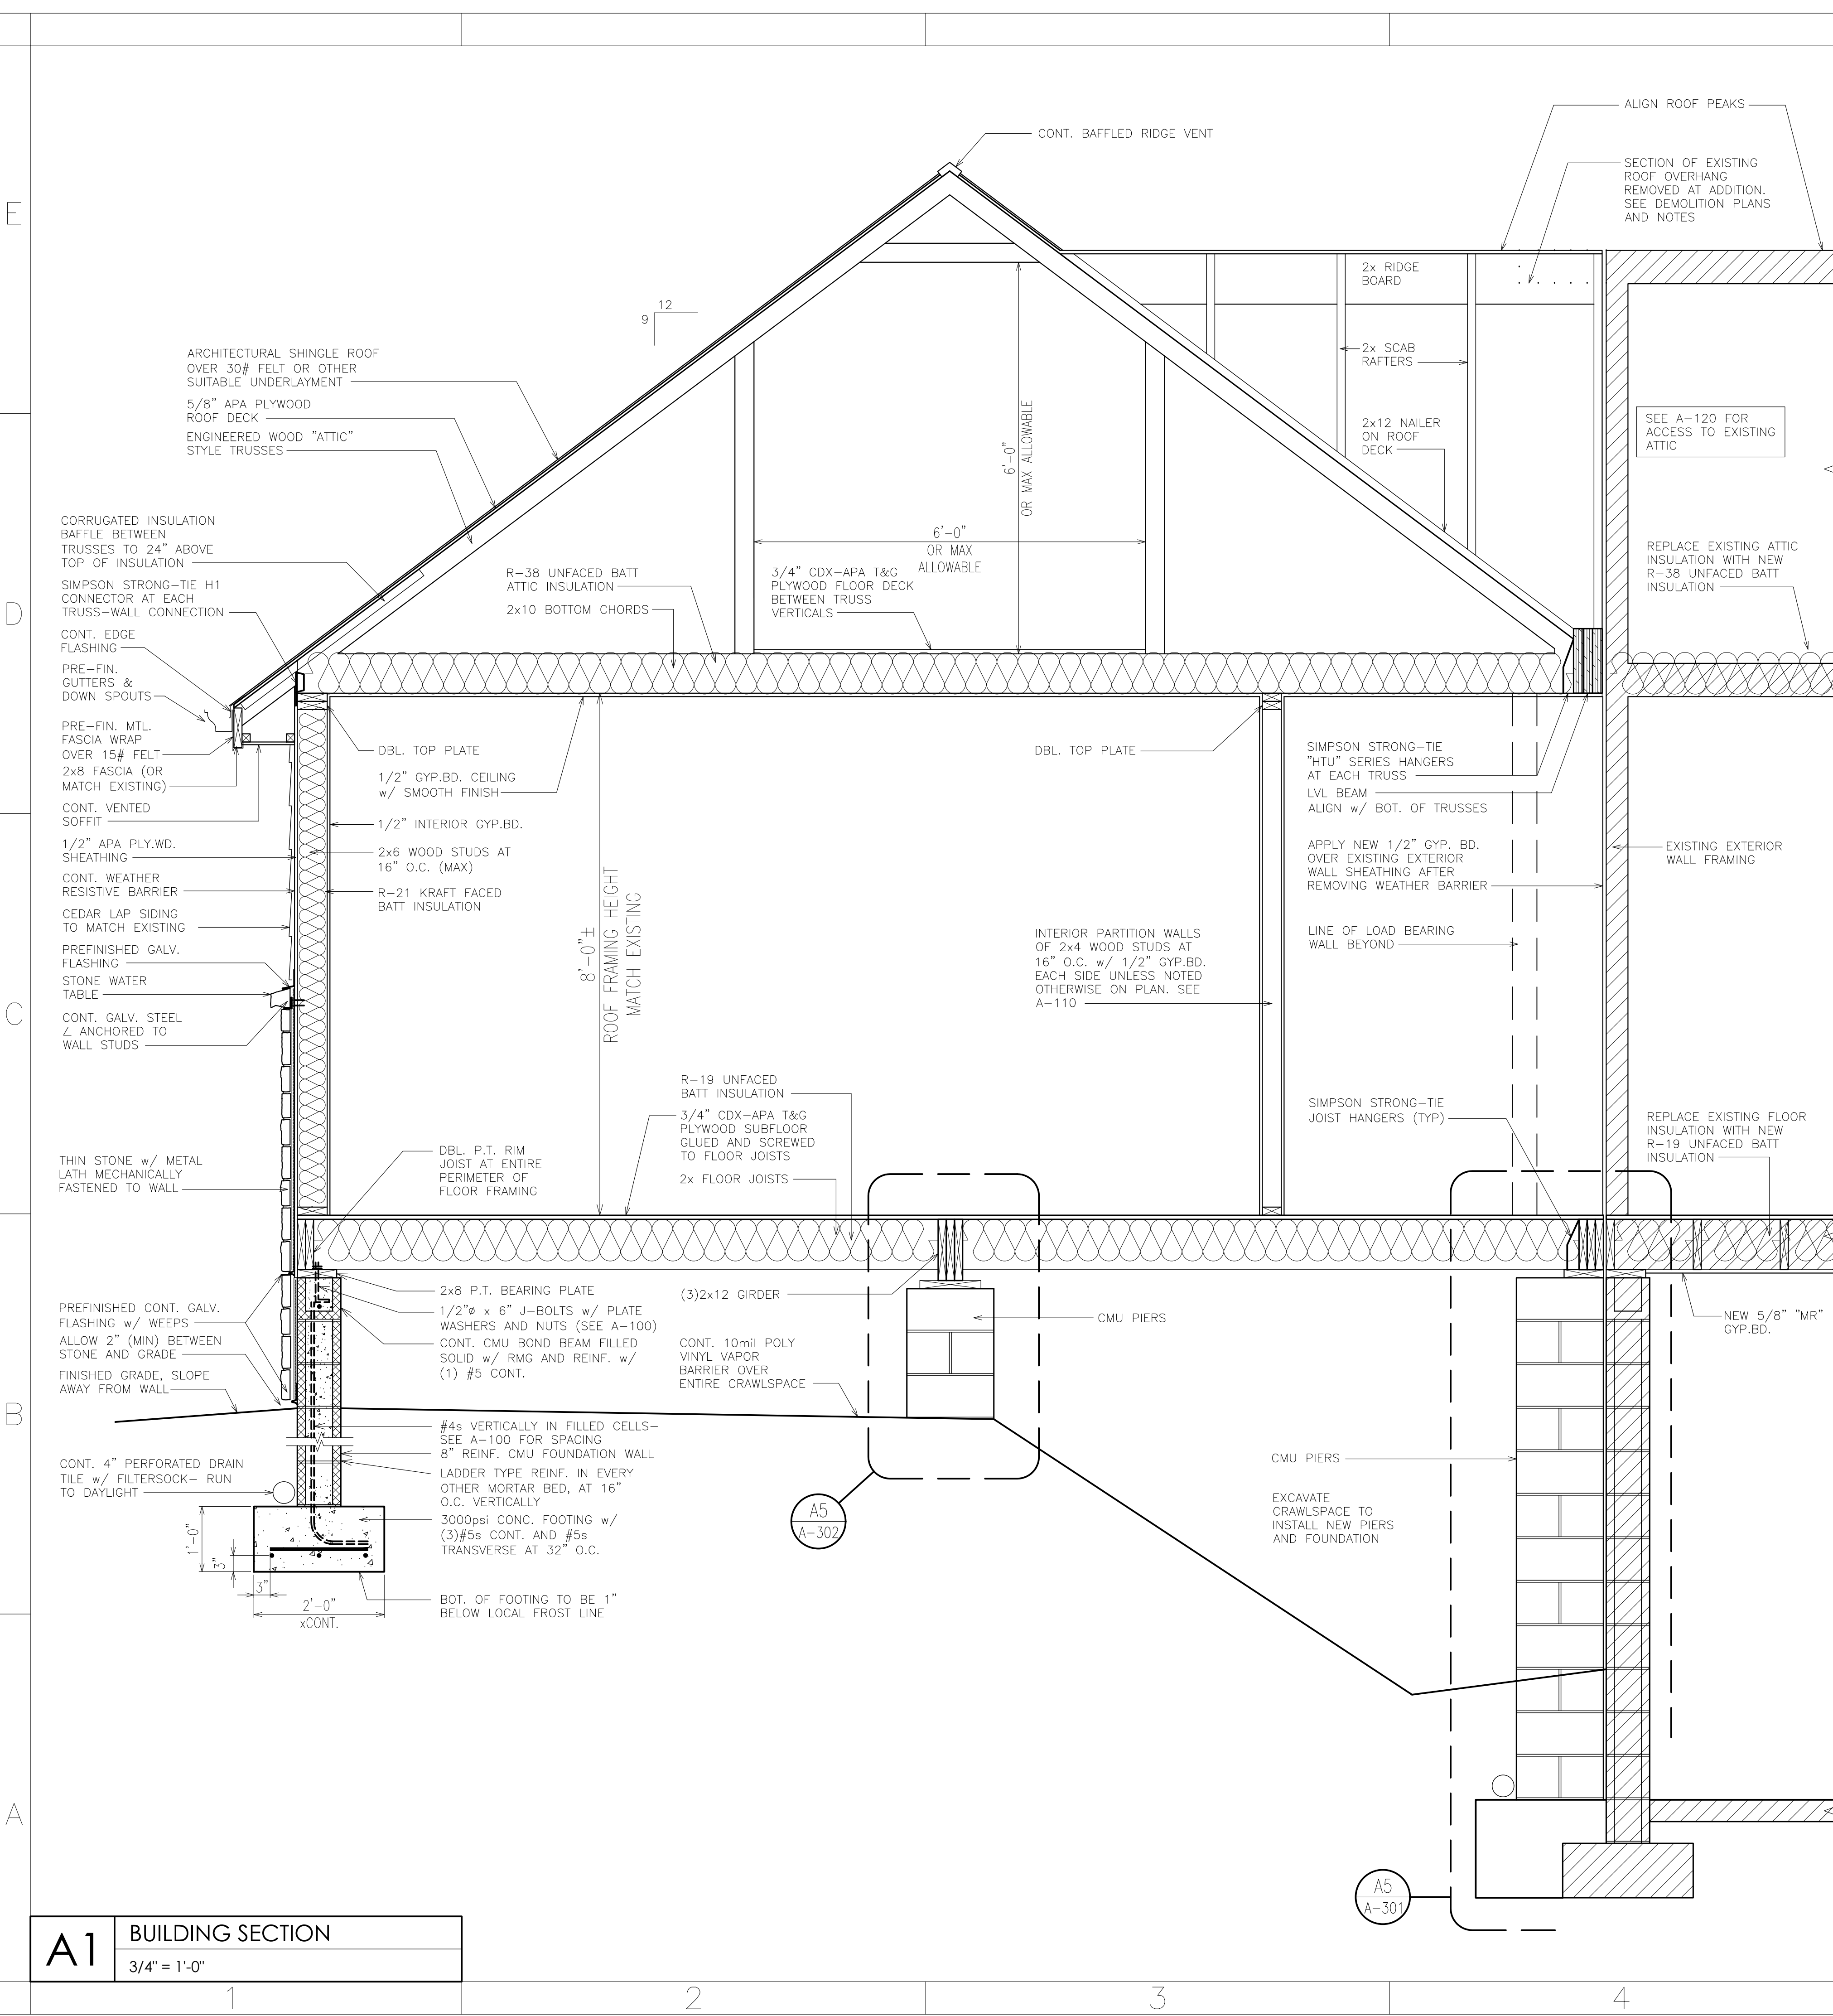 ALIGN ROOF PEAKS
CONT. BAFFLED RIDGE VENT
SECTION OF EXISTING
ROOF OVERHANG
REMOVED AT ADDITION.
SEE DEMOLITION PLANS
AND NOTES
E
2x RIDGE
BOARD
12
9
2x SCAB
RAFTERS
ARCHITECTURAL SHINGLE ROOF
OVER 30# FELT OR OTHER
SUITABLE UNDERLAYMENT
5/8" APA PLYWOOD
ROOF DECK
ENGINEERED WOOD "ATTIC"
STYLE TRUSSES
6'-0"
OR MAX ALLOWABLE
2x12 NAILER
ON ROOF
DECK
SEE A-120 FOR
ACCESS TO EXISTING
ATTIC
CORRUGATED INSULATION
BAFFLE BETWEEN
TRUSSES TO 24" ABOVE
TOP OF INSULATION
SIMPSON STRONG-TIE H1
CONNECTOR AT EACH
TRUSS-WALL CONNECTION
CONT. EDGE
FLASHING
PRE-FIN.
GUTTERS &
DOWN SPOUTS
PRE-FIN. MTL.
FASCIA WRAP
OVER 15# FELT
2x8 FASCIA (OR
MATCH EXISTING)
CONT. VENTED
SOFFIT
1/2" APA PLY.WD.
SHEATHING
CONT. WEATHER
RESISTIVE BARRIER
CEDAR LAP SIDING
TO MATCH EXISTING
PREFINISHED GALV.
FLASHING
STONE WATER
TABLE
CONT. GALV. STEEL
∠ ANCHORED TO
WALL STUDS
THIN STONE w/ METAL
LATH MECHANICALLY
FASTENED TO WALL
PREFINISHED CONT. GALV.
FLASHING w/ WEEPS
ALLOW 2" (MIN) BETWEEN
STONE AND GRADE
FINISHED GRADE, SLOPE
AWAY FROM WALL
CONT. 4" PERFORATED DRAIN
TILE w/ FILTERSOCK- RUN
TO DAYLIGHT
D
R-38 UNFACED BATT
ATTIC INSULATION
2x10 BOTTOM CHORDS
6'-0"
OR MAX
ALLOWABLE
3/4" CDX-APA T&G
PLYWOOD FLOOR DECK
BETWEEN TRUSS
VERTICALS
REPLACE EXISTING ATTIC
INSULATION WITH NEW
R-38 UNFACED BATT
INSULATION
DBL. TOP PLATE
1/2" GYP.BD. CEILING
w/ SMOOTH FINISH
1/2" INTERIOR GYP.BD.
2x6 WOOD STUDS AT
16" O.C. (MAX)
R-21 KRAFT FACED
BATT INSULATION
8'-0"±
ROOF FRAMING HEIGHT
MATCH EXISTING
DBL. TOP PLATE
SIMPSON STRONG-TIE
"HTU" SERIES HANGERS
AT EACH TRUSS
LVL BEAM
ALIGN w/ BOT. OF TRUSSES
APPLY NEW 1/2" GYP. BD.
OVER EXISTING EXTERIOR
WALL SHEATHING AFTER
REMOVING WEATHER BARRIER
EXISTING EXTERIOR
WALL FRAMING
INTERIOR PARTITION WALLS
OF 2x4 WOOD STUDS AT
16" O.C. w/ 1/2" GYP.BD.
EACH SIDE UNLESS NOTED
OTHERWISE ON PLAN. SEE
A-110
LINE OF LOAD BEARING
WALL BEYOND
C
R-19 UNFACED
BATT INSULATION
3/4" CDX-APA T&G
PLYWOOD SUBFLOOR
GLUED AND SCREWED
TO FLOOR JOISTS
2x FLOOR JOISTS
DBL. P.T. RIM
JOIST AT ENTIRE
PERIMETER OF
FLOOR FRAMING
SIMPSON STRONG-TIE
JOIST HANGERS (TYP)
REPLACE EXISTING FLOOR
INSULATION WITH NEW
R-19 UNFACED BATT
INSULATION
2x8 P.T. BEARING PLATE
1/2"ø x 6" J-BOLTS w/ PLATE
WASHERS AND NUTS (SEE A-100)
CONT. CMU BOND BEAM FILLED
SOLID w/ RMG AND REINF. w/
(1) #5 CONT.
(3)2x12 GIRDER
CMU PIERS
CONT. 10mil POLY
VINYL VAPOR
BARRIER OVER
ENTIRE CRAWLSPACE
NEW 5/8" "MR"
GYP.BD.
B
#4s VERTICALLY IN FILLED CELLS-
SEE A-100 FOR SPACING
8" REINF. CMU FOUNDATION WALL
LADDER TYPE REINF. IN EVERY
OTHER MORTAR BED, AT 16"
O.C. VERTICALLY
3000psi CONC. FOOTING w/
(3)#5s CONT. AND #5s
TRANSVERSE AT 32" O.C.
BOT. OF FOOTING TO BE 1"
BELOW LOCAL FROST LINE
1'-0"
3"
3"
2'-0"
xCONT.
A5
A-302
CMU PIERS
EXCAVATE
CRAWLSPACE TO
INSTALL NEW PIERS
AND FOUNDATION
A
A5
A-301
A1
BUILDING SECTION
3/4" = 1'-0"
1
2
3
4